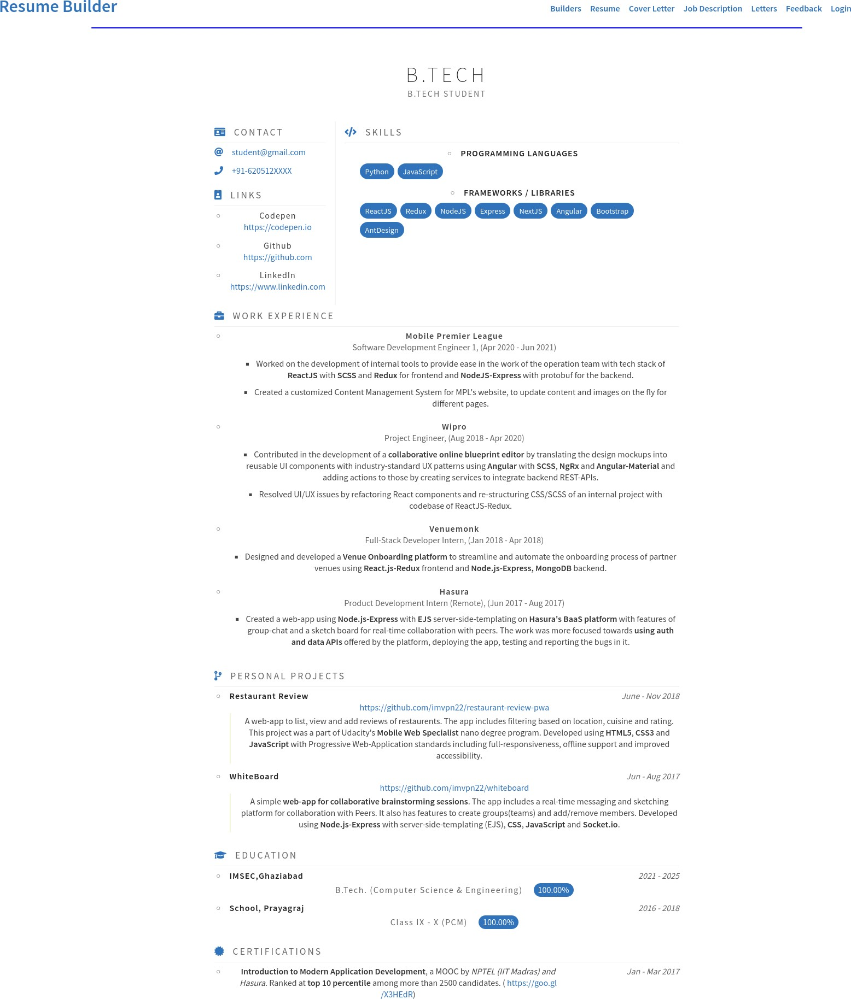 Resume Builder
Builders Resume Cover Letter Job Description Letters Feedback Login
B.TECH
B.TECH STUDENT
CONTACT
student@gmail.com
+91-620512XXXX
LINKS
Codepen
https://codepen.io
Github
https://github.com
LinkedIn
https://www.linkedin.com
SKILLS
PROGRAMMING LANGUAGES
Python JavaScript
FRAMEWORKS / LIBRARIES
ReactJS Redux NodeJS Express NextJS Angular Bootstrap
AntDesign
WORK EXPERIENCE
Mobile Premier League
Software Development Engineer 1, (Apr 2020 - Jun 2021)
Worked on the development of internal tools to provide ease in the work of the operation team with tech stack of
ReactJS with SCSS and Redux for frontend and NodeJS-Express with protobuf for the backend.
Created a customized Content Management System for MPL's website, to update content and images on the fly for
different pages.
Wipro
Project Engineer, (Aug 2018 - Apr 2020)
Contributed in the development of a collaborative online blueprint editor by translating the design mockups into
reusable UI components with industry-standard UX patterns using Angular with SCSS, NgRx and Angular-Material and
adding actions to those by creating services to integrate backend REST-APIs.
Resolved UI/UX issues by refactoring React components and re-structuring CSS/SCSS of an internal project with
codebase of ReactJS-Redux.
Venuemonk
Full-Stack Developer Intern, (Jan 2018 - Apr 2018)
Designed and developed a Venue Onboarding platform to streamline and automate the onboarding process of partner
venues using React.js-Redux frontend and Node.js-Express, MongoDB backend.
Hasura
Product Development Intern (Remote), (Jun 2017 - Aug 2017)
Created a web-app using Node.js-Express with EJS server-side-templating on Hasura's BaaS platform with features of
group-chat and a sketch board for real-time collaboration with peers. The work was more focused towards using auth
and data APIs offered by the platform, deploying the app, testing and reporting the bugs in it.
PERSONAL PROJECTS
Restaurant Review June - Nov 2018
https://github.com/imvpn22/restaurant-review-pwa
A web-app to list, view and add reviews of restaurents. The app includes filtering based on location, cuisine and rating.
This project was a part of Udacity's Mobile Web Specialist nano degree program. Developed using HTML5, CSS3 and
JavaScript with Progressive Web-Application standards including full-responsiveness, offline support and improved
accessibility.
WhiteBoard Jun - Aug 2017
https://github.com/imvpn22/whiteboard
A simple web-app for collaborative brainstorming sessions. The app includes a real-time messaging and sketching
platform for collaboration with Peers. It also has features to create groups(teams) and add/remove members. Developed
using Node.js-Express with server-side-templating (EJS), CSS, JavaScript and Socket.io.
EDUCATION
IMSEC,Ghaziabad 2021 - 2025
B.Tech. (Computer Science & Engineering) 100.00%
School, Prayagraj 2016 - 2018
Class IX - X (PCM) 100.00%
CERTIFICATIONS
Introduction to Modern Application Development, a MOOC by NPTEL (IIT Madras) and Jan - Mar 2017
Hasura. Ranked at top 10 percentile among more than 2500 candidates. ( https://goo.gl
/X3HEdR)